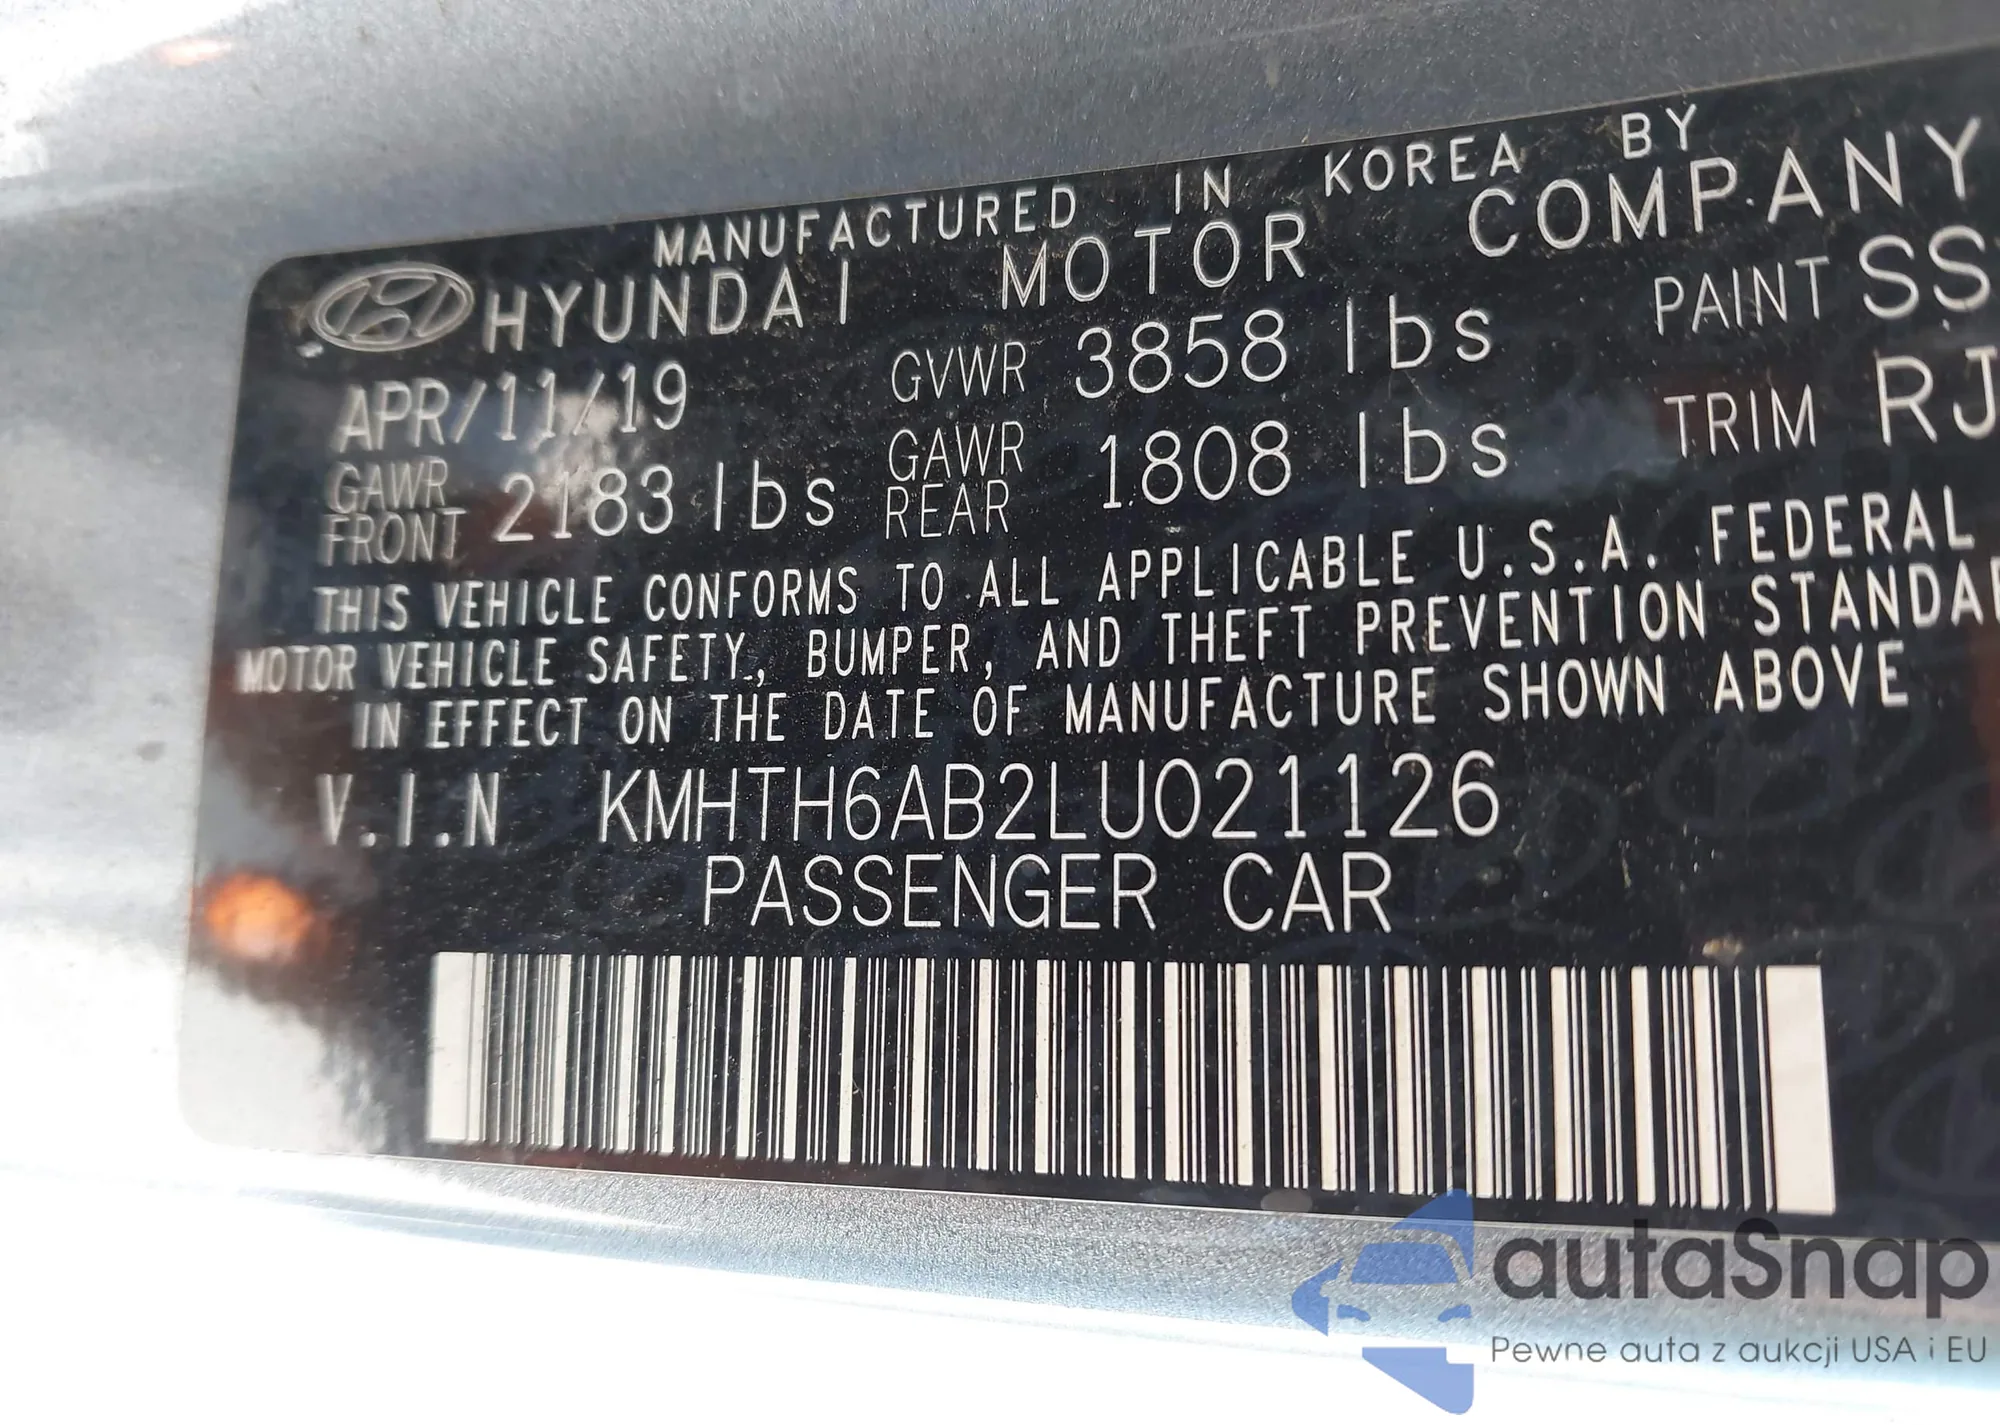 MANUFACTURED IN KOREA BY
HYUNDAI MOTOR COMPANY
APR/11/19 GVWR 3858 lbs PAINT SS
GAWR FRONT 2183 lbs GAWR REAR 1808 lbs TRIM RJ
THIS VEHICLE CONFORMS TO ALL APPLICABLE U.S.A. FEDERAL
MOTOR VEHICLE SAFETY, BUMPER, AND THEFT PREVENTION STANDA
IN EFFECT ON THE DATE OF MANUFACTURE SHOWN ABOVE
V.I.N KMHTH6AB2LU021126
PASSENGER CAR
autaSnap
Pewne auta z aukcji USA i EU